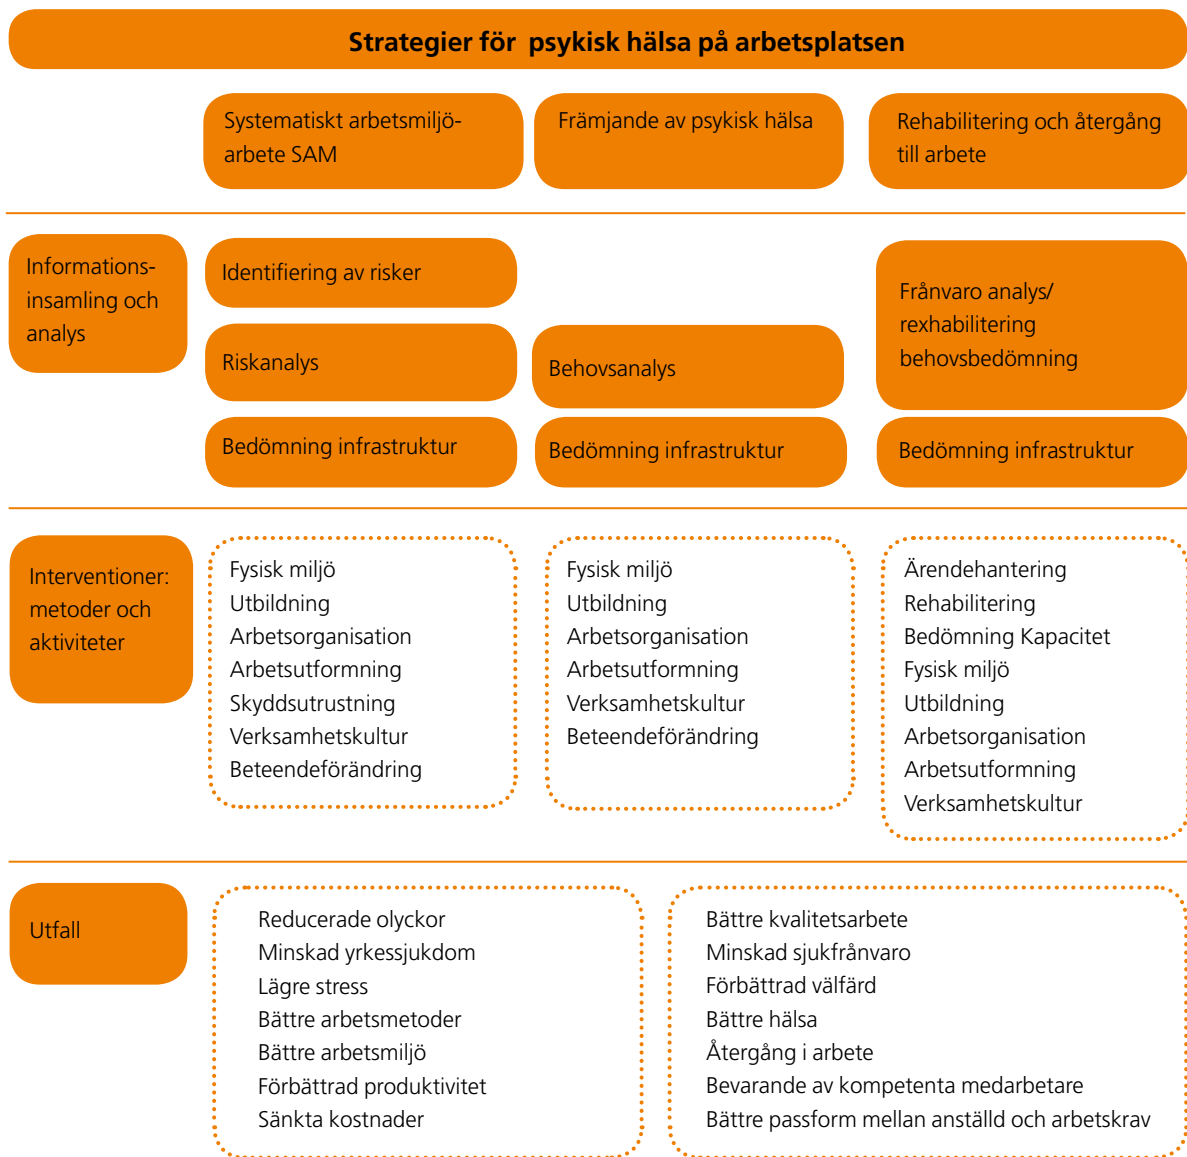 Strategier för psykisk hälsa på arbetsplatsen
Systematiskt arbetsmiljö-
arbete SAM
Främjande av psykisk hälsa
Rehabilitering och återgång
till arbete
Informations-
insamling och
analys
Identifiering av risker
Riskanalys
Bedömning infrastruktur
Behovsanalys
Bedömning infrastruktur
Frånvaro analys/
rexhabilitering
behovsbedömning
Bedömning infrastruktur
Interventioner:
metoder och
aktiviteter
Fysisk miljö
Utbildning
Arbetsorganisation
Arbetsutformning
Skyddsutrustning
Verksamhetskultur
Beteendeförändring
Fysisk miljö
Utbildning
Arbetsorganisation
Arbetsutformning
Verksamhetskultur
Beteendeförändring
Ärendehantering
Rehabilitering
Bedömning Kapacitet
Fysisk miljö
Utbildning
Arbetsorganisation
Arbetsutformning
Verksamhetskultur
Utfall
Reducerade olyckor
Minskad yrkessjukdom
Lägre stress
Bättre arbetsmetoder
Bättre arbetsmiljö
Förbättrad produktivitet
Sänkta kostnader
Bättre kvalitetsarbete
Minskad sjukfrånvaro
Förbättrad välfärd
Bättre hälsa
Återgång i arbete
Bevarande av kompetenta medarbetare
Bättre passform mellan anställd och arbetskrav